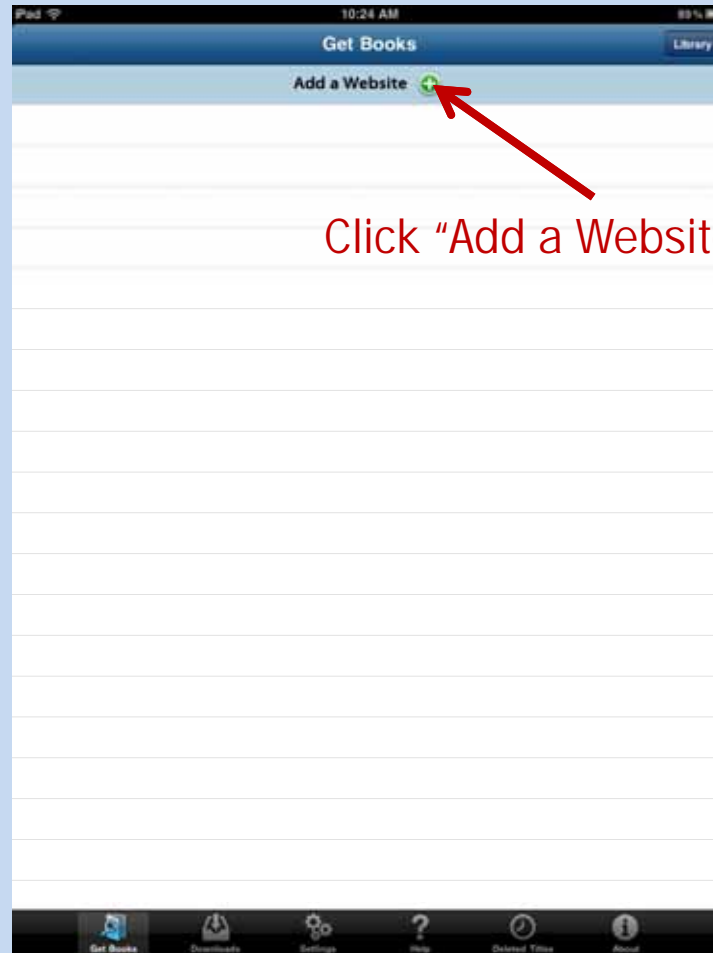 iPad 10:24 AM 89%
Get Books Library
Add a Website
Click "Add a Websit
Get Books Downloads Settings Help Deleted Titles About